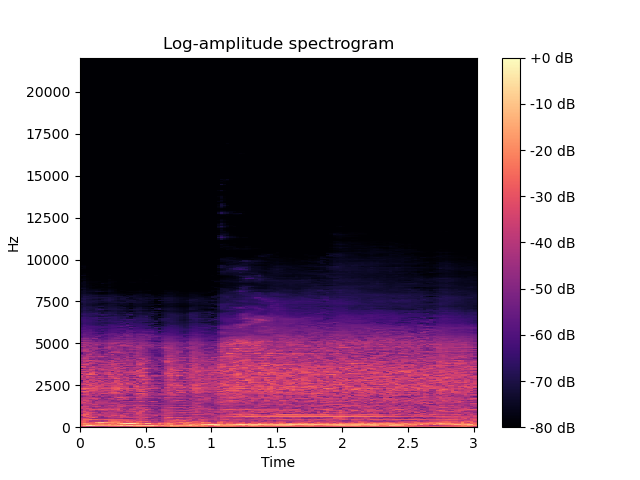 Log-amplitude spectrogram
Hz
20000
17500
15000
12500
10000
7500
5000
2500
0
0 0.5 1 1.5 2 2.5 3
Time
+0 dB
-10 dB
-20 dB
-30 dB
-40 dB
-50 dB
-60 dB
-70 dB
-80 dB